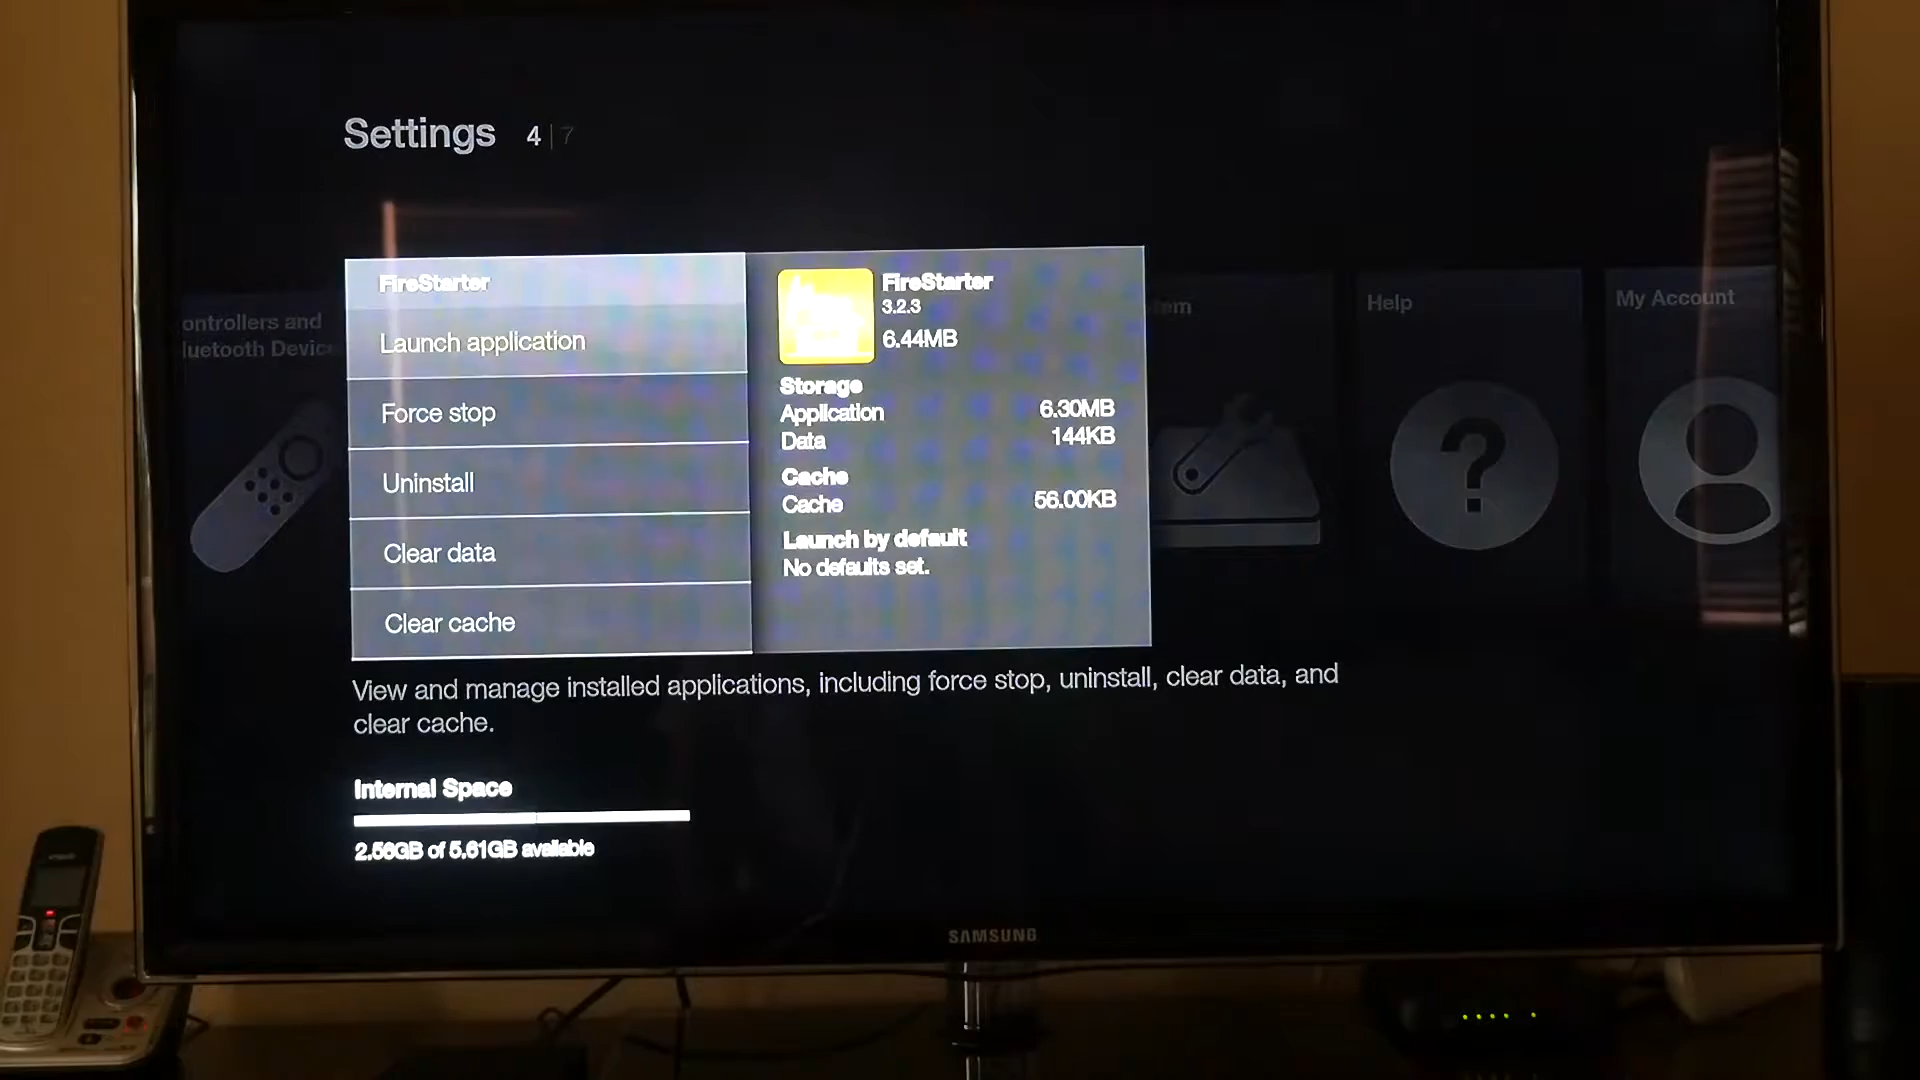 Settings 4|7
ontrollers and
luetooth Devic
FireStarter
Launch application
Force stop
Uninstall
Clear data
Clear cache
FireStarter
3.2.3
6.44MB
Storage
Application 6.30MB
Data 144KB
Cache
Cache 56.00KB
Launch by default
No defaults set.
tem
Help
My Account
View and manage installed applications, including force stop, uninstall, clear data, and
clear cache.
Internal Space
2.56GB of 5.61GB available
SAMSUNG